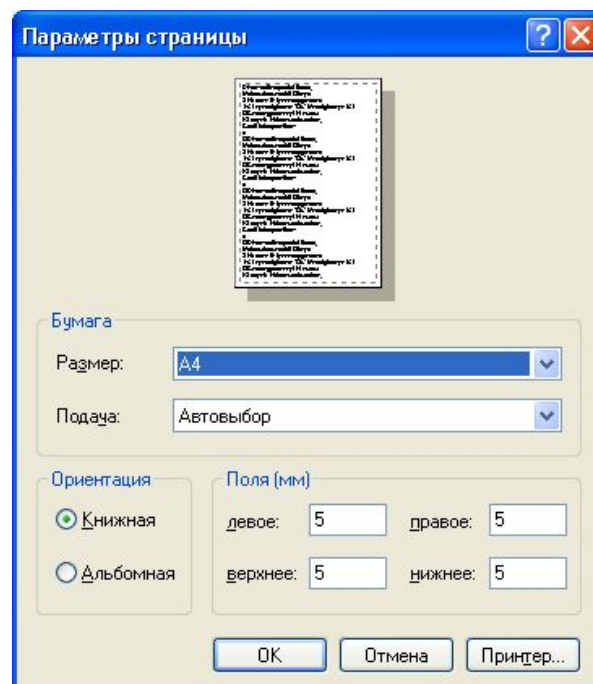 Параметры страницы
Бумага
Размер:
A4
Подача:
Автовыбор
Ориентация
Книжная
Альбомная
Поля (мм)
левое: 5 правое: 5
верхнее: 5 нижнее: 5
OK Отмена Принтер...